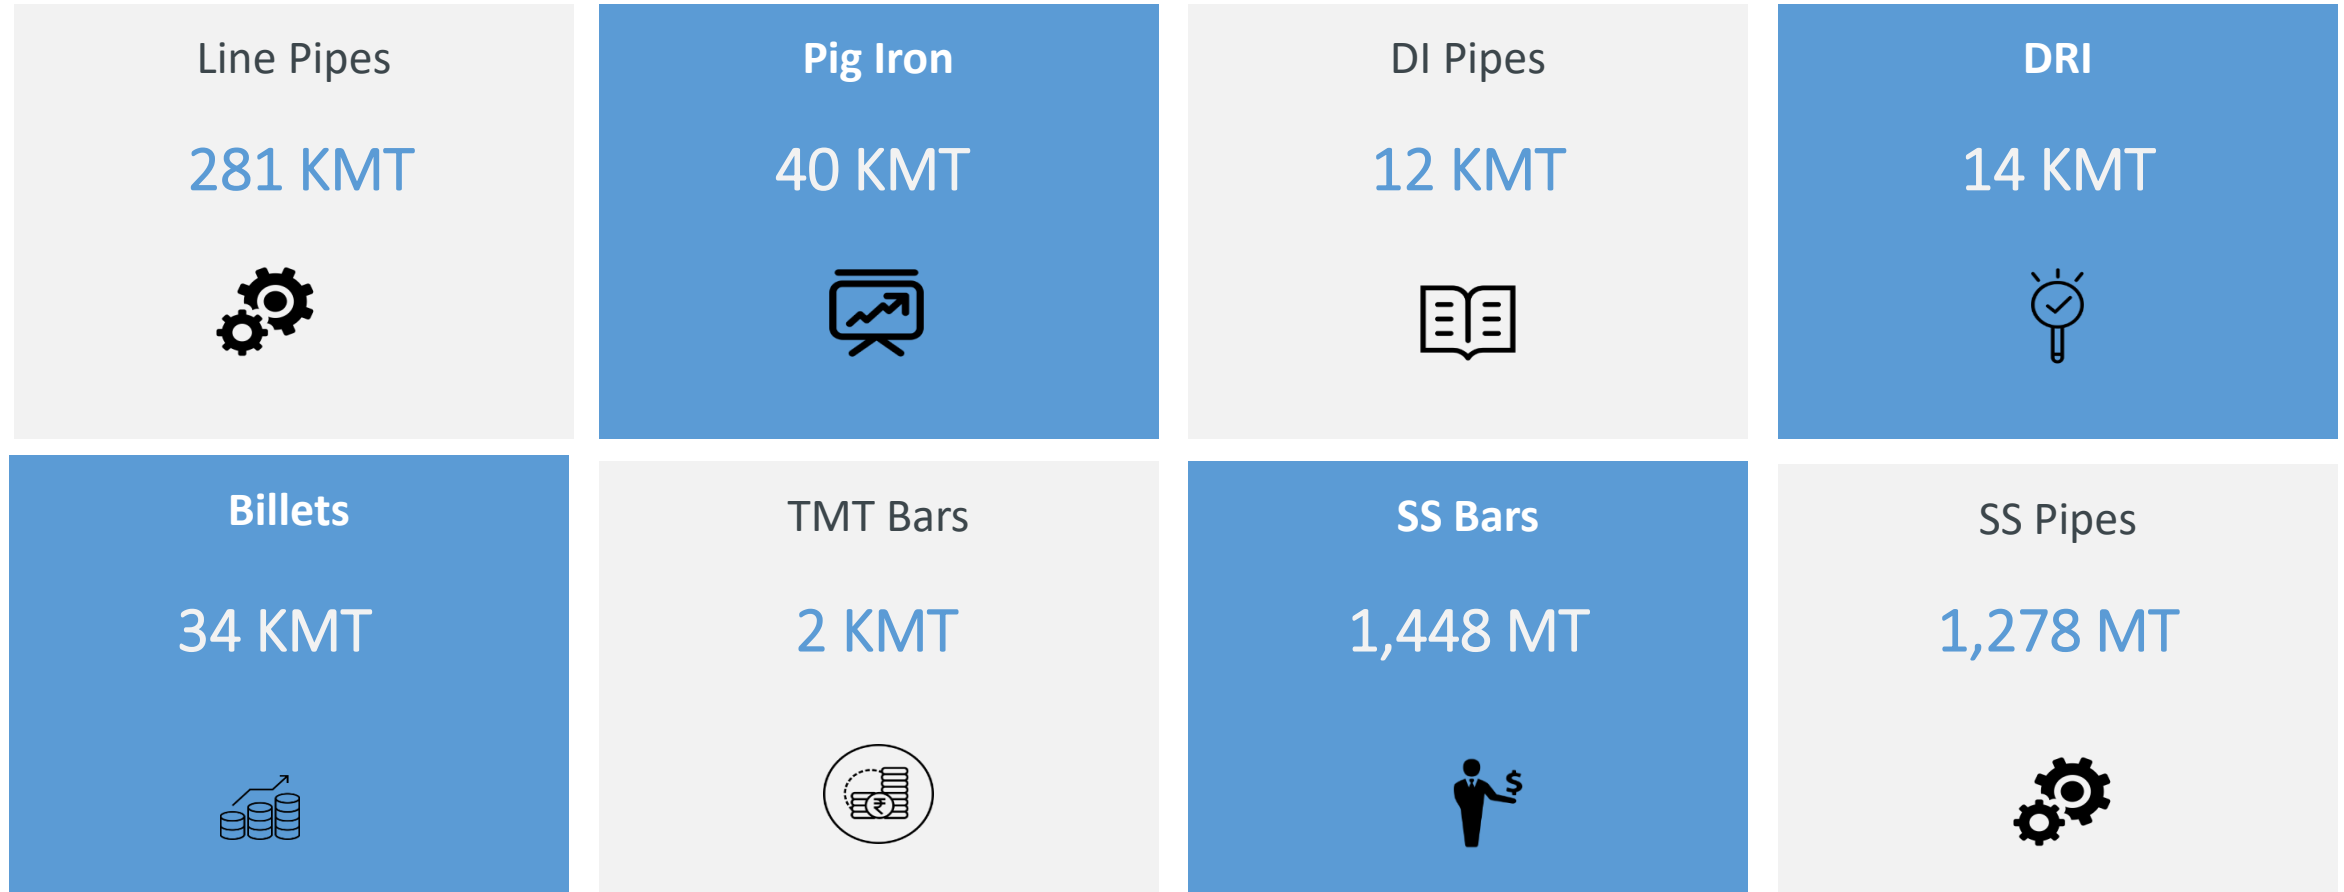 Line Pipes
281 KMT
Pig Iron
40 KMT
DI Pipes
12 KMT
DRI
14 KMT
Billets
34 KMT
TMT Bars
2 KMT
₹
SS Bars
1,448 MT
$
SS Pipes
1,278 MT